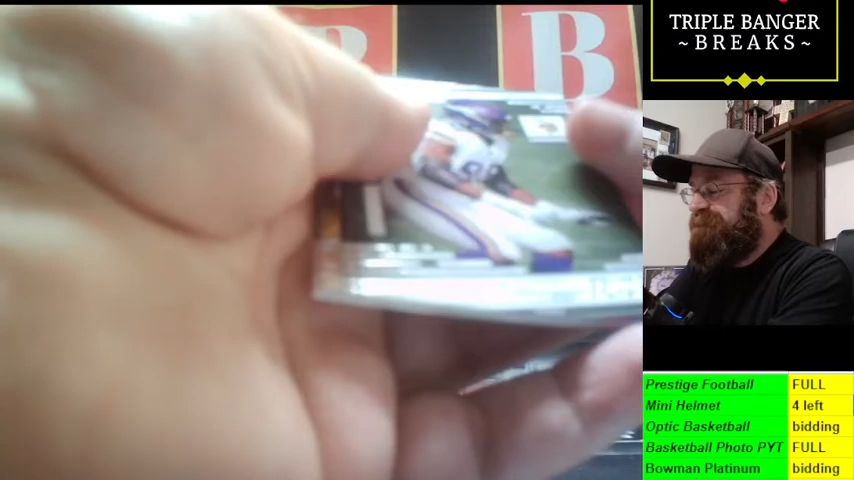 B
B
TRIPLE BANGER
~ B R E A K S ~
Prestige Football FULL
Mini Helmet 4 left
Optic Basketball bidding
Basketball Photo PYT FULL
Bowman Platinum bidding